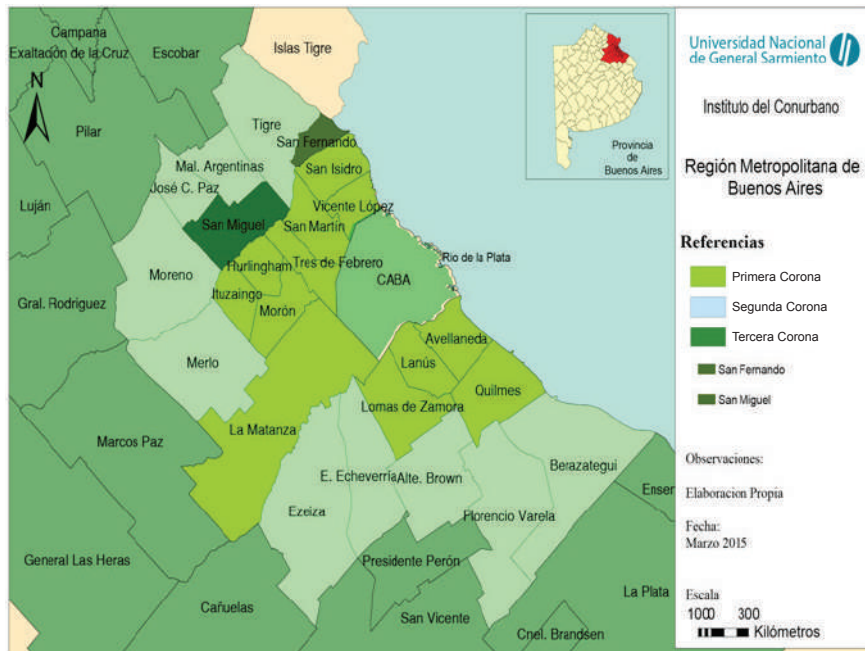 Campana
Exaltación de la Cruz
Escobar
Islas Tigre
N
Pilar
Tigre
San Fernando
San Isidro
Mal. Argentinas
José C. Paz
Luján
Vicente López
San Miguel
San Martín
Rio de la Plata
Moreno
Hurlingham
Tres de Febrero
CABA
Gral. Rodriguez
Ituzaingo
Morón
Avellaneda
Merlo
Lanús
Quilmes
Lomas de Zamora
La Matanza
Marcos Paz
Berazategui
E. Echeverría
Alte. Brown
Enser
Ezeiza
Florencio Varela
General Las Heras
Presidente Perón
La Plata
Cañuelas
San Vicente
Cnel. Brandsen
Provincia
de
Buenos Aires
Universidad Nacional
de General Sarmiento
Instituto del Conurbano
Región Metropolitana de
Buenos Aires
Referencias
Primera Corona
Segunda Corona
Tercera Corona
San Fernando
San Miguel
Observaciones:
Elaboracion Propia
Fecha:
Marzo 2015
Escala
1000 300
Kilómetros